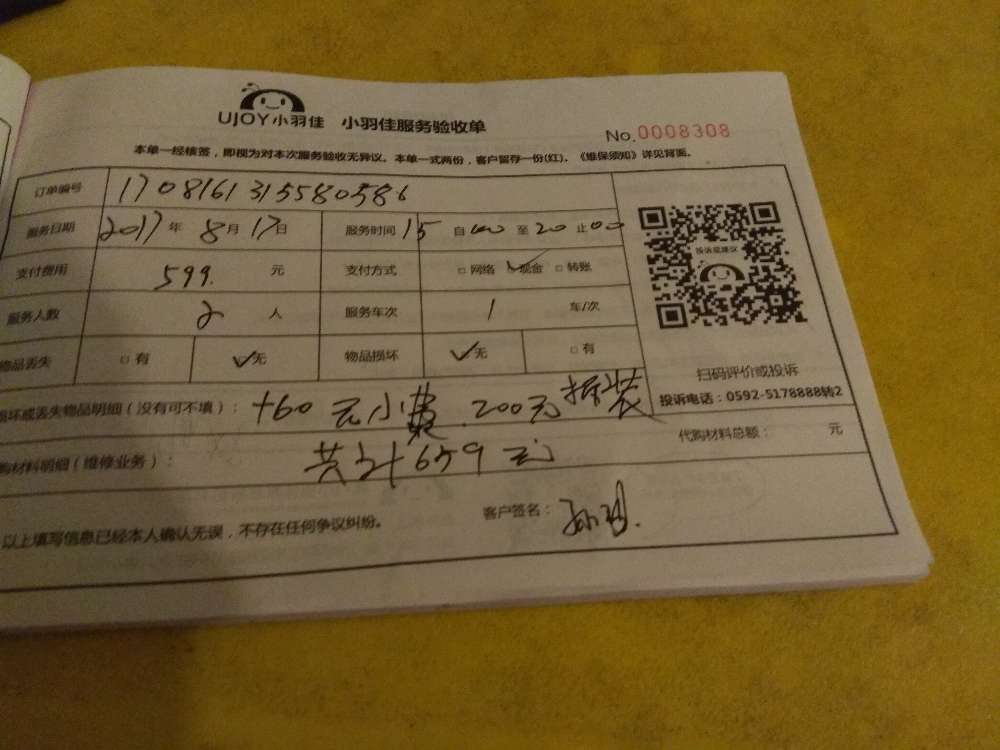 UJOY小羽佳 小羽佳服务验收单 No.0008308
本单一经核签，即视为对本次服务验收无异议。本单一式两份，客户留存一份(红)。《维保须知》详见背面。
订单编号 1708161315580586
服务日期 2017年8月17日 服务时间 15 自00至20止00
支付费用 599. 元 支付方式 □网络 ☑现金 □转账
服务人数 2 人 服务车次 1 车/次
物品丢失 □有 ☑无 物品损坏 ☑无 □有
投诉或建议
扫码评价或投诉
投诉电话：0592-5178888转2
损坏或丢失物品明细（没有可不填）：+60元小费.200元拆装
代购材料总额： 元
购材料明细（维修业务）：共计659元
以上填写信息已经本人确认无误，不存在任何争议纠纷。 客户签名：